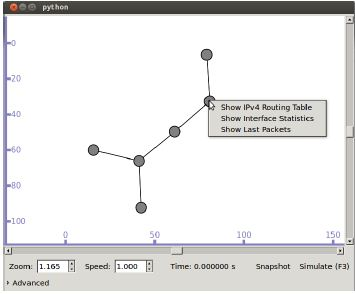 python
0
20
40
60
80
100
Show IPv4 Routing Table
Show Interface Statistics
Show Last Packets
0
50
100
150
Zoom: 1.165 Speed: 1.000 Time: 0.000000 s Snapshot Simulate (F3)
Advanced